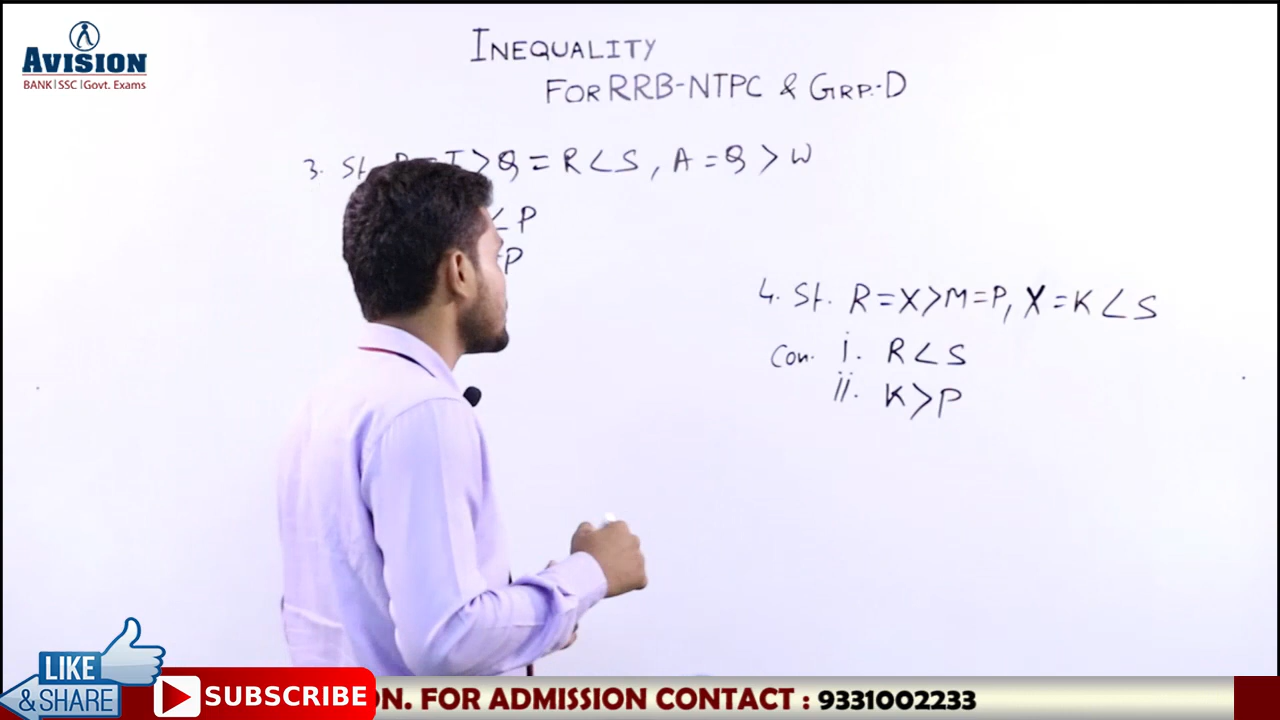 AVISION
BANK | SSC | Govt. Exams
INEQUALITY
FOR RRB-NTPC & GRP.-D
3. St. = T > Q = R < S, A = Q > W
< P
P
4. St. R = X > M = P, X = K < S
Con. i. R < S
ii. K > P
LIKE
& SHARE
SUBSCRIBE
ON. FOR ADMISSION CONTACT : 9331002233